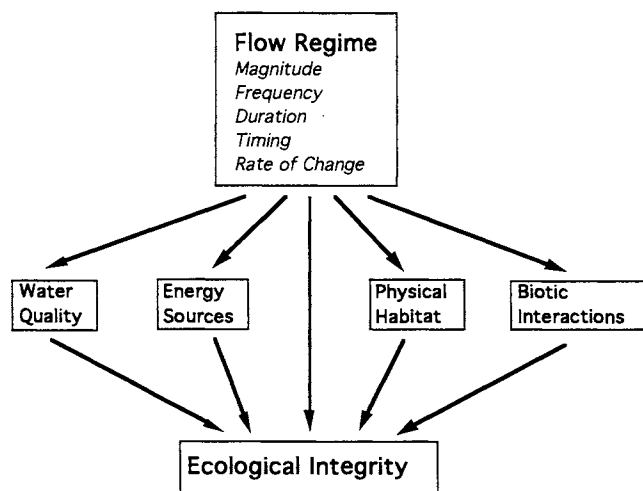 Flow Regime
Magnitude
Frequency
Duration
Timing
Rate of Change
Water
Quality
Energy
Sources
Physical
Habitat
Biotic
Interactions
Ecological Integrity